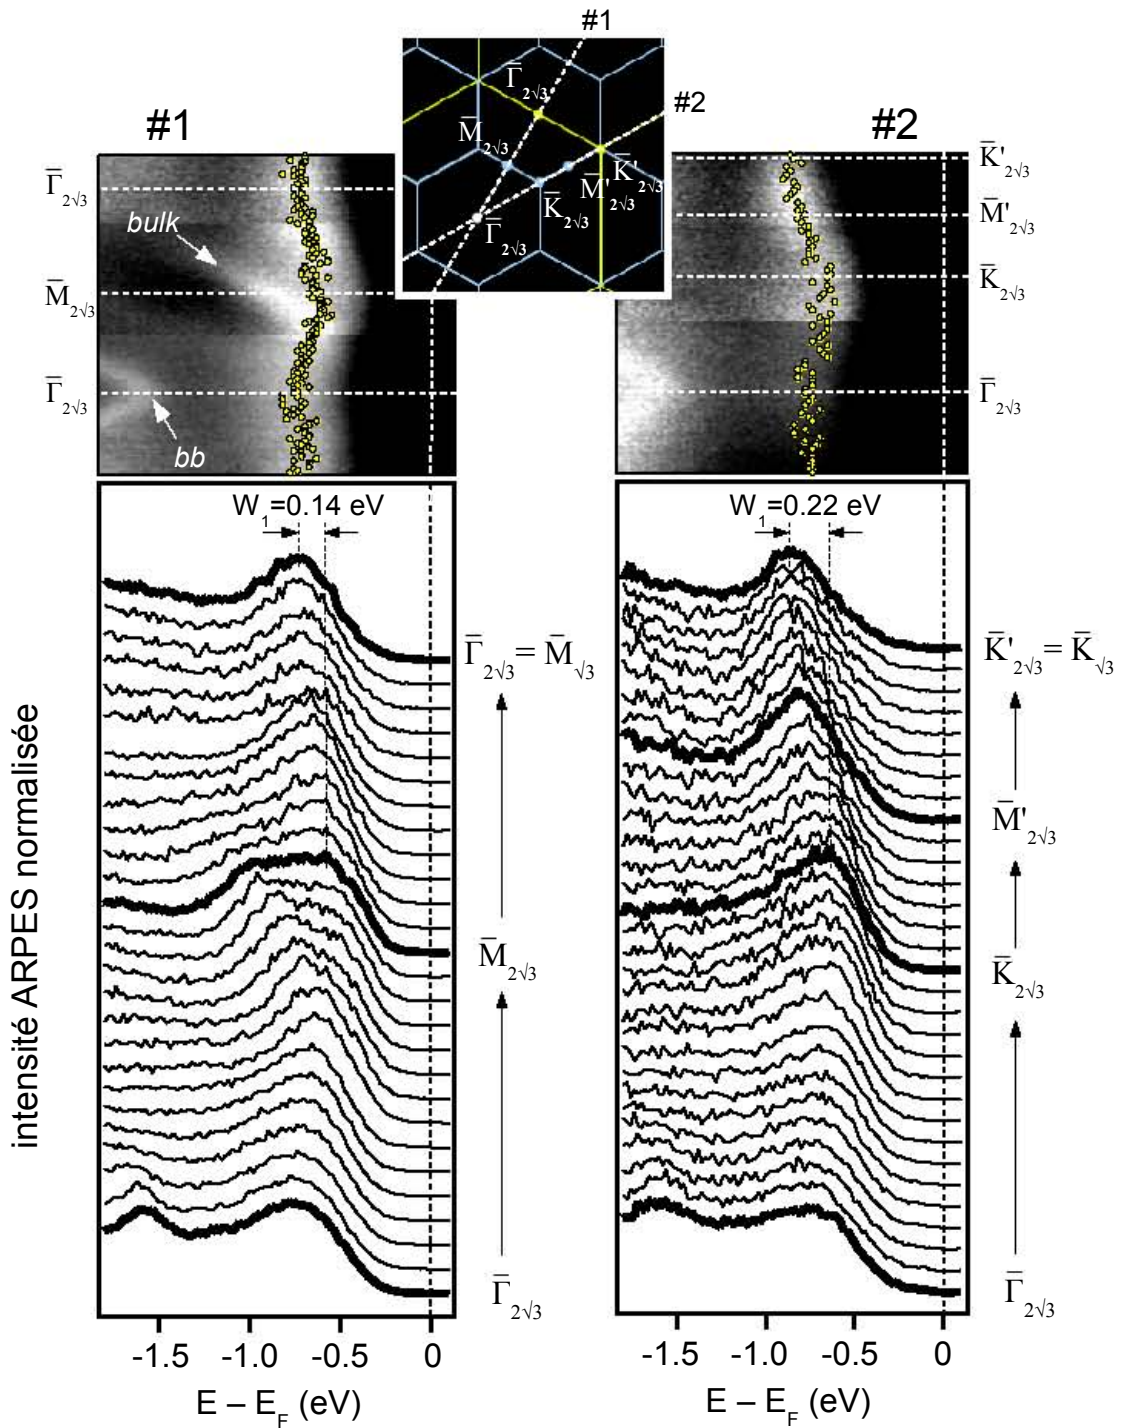 #1
#2
#1
#2
Γ̅2√3
M̅2√3
Γ̅2√3
K̅2√3
M̅'2√3
K̅'2√3
Γ̅2√3
bulk
M̅2√3
Γ̅2√3
bb
K̅'2√3
M̅'2√3
K̅2√3
Γ̅2√3
W1=0.14 eV
W1=0.22 eV
intensité ARPES normalisée
Γ̅2√3 = M̅√3
M̅2√3
Γ̅2√3
K̅'2√3 = K̅√3
M̅'2√3
K̅2√3
Γ̅2√3
-1.5 -1.0 -0.5 0
E – EF (eV)
-1.5 -1.0 -0.5 0
E – EF (eV)